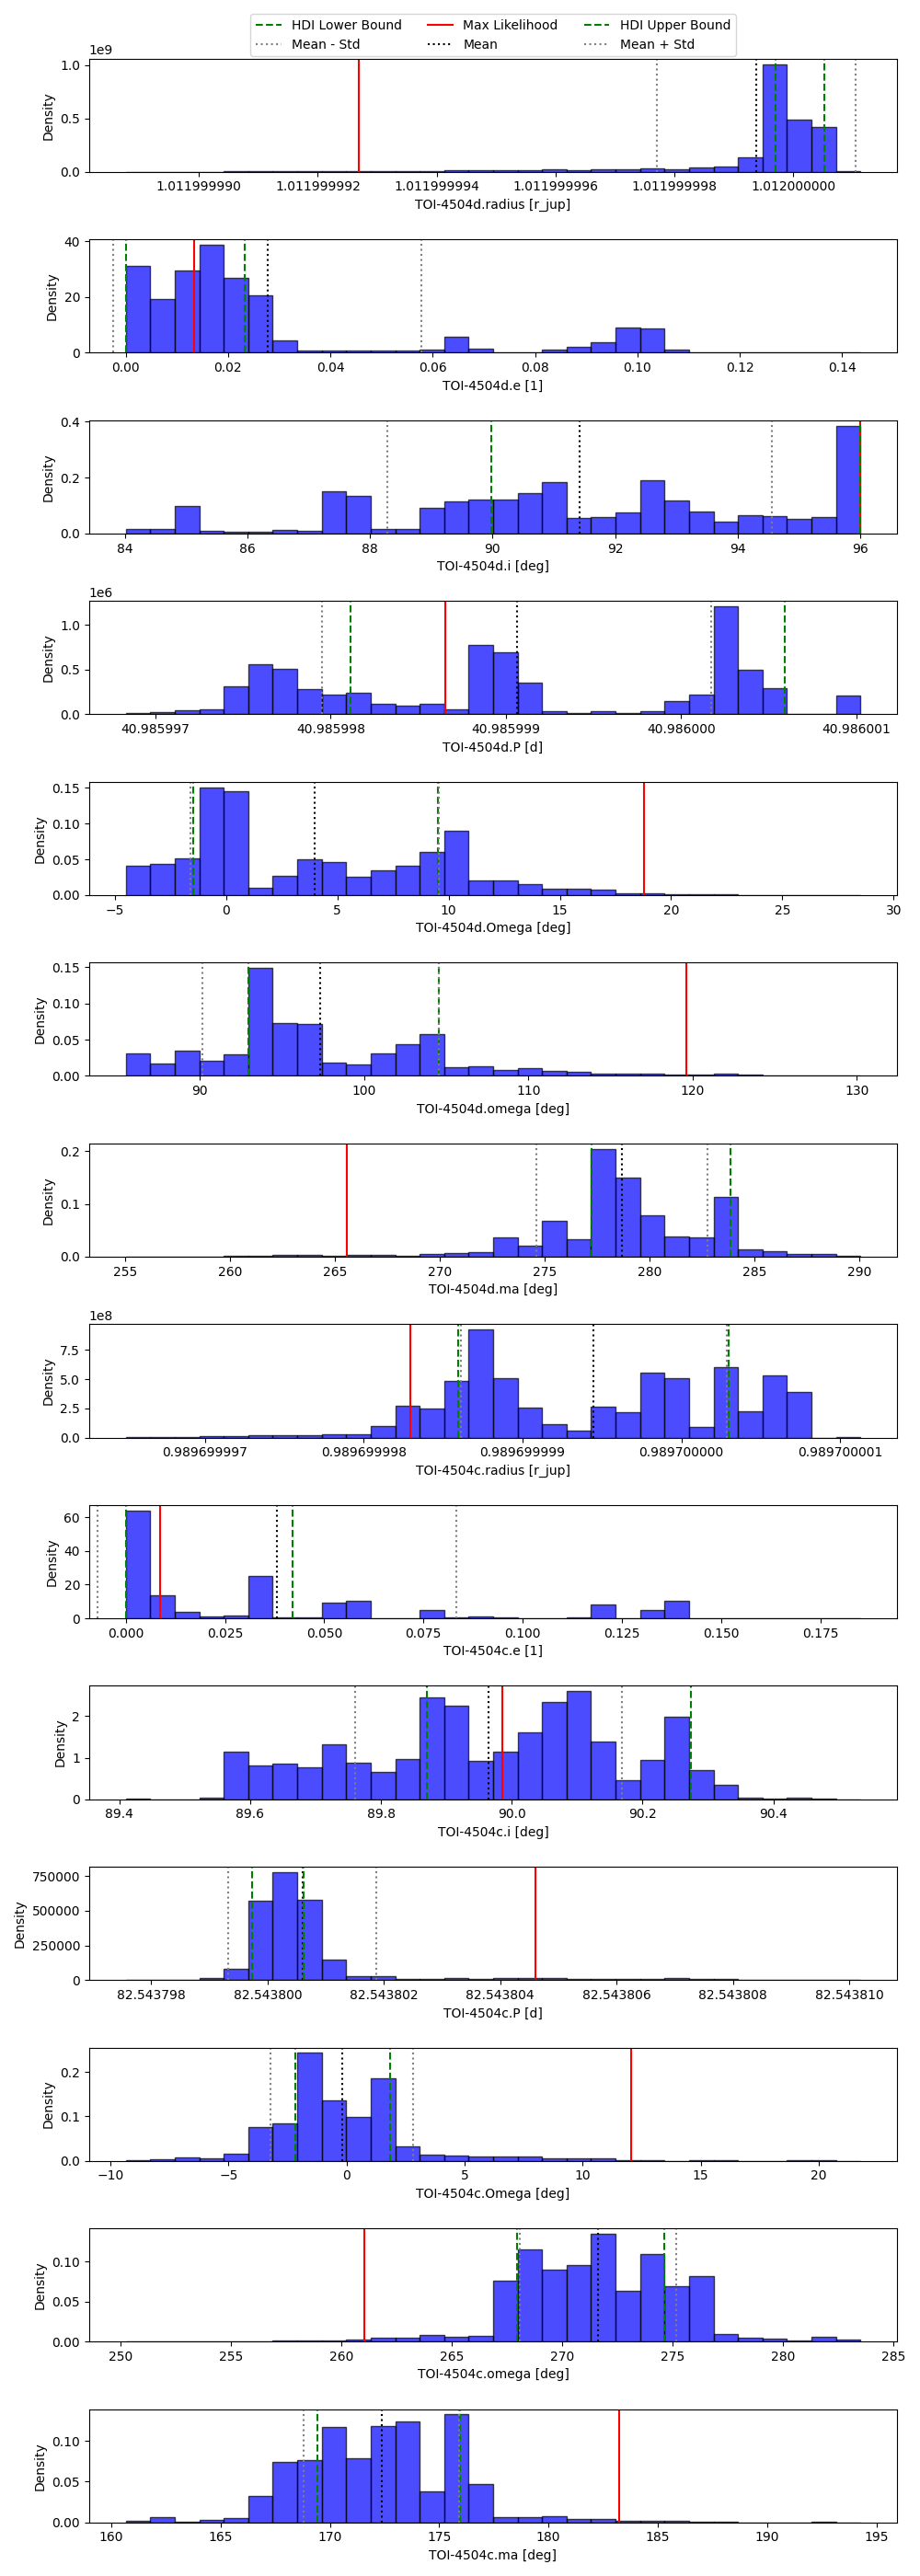 HDI Lower Bound Max Likelihood HDI Upper Bound
Mean - Std Mean Mean + Std
1e9
1.0
0.5
0.0
Density
1.011999990 1.011999992 1.011999994 1.011999996 1.011999998 1.012000000
TOI-4504d.radius [r_jup]
40
20
0
Density
0.00 0.02 0.04 0.06 0.08 0.10 0.12 0.14
TOI-4504d.e [1]
0.4
0.2
0.0
Density
84 86 88 90 92 94 96
TOI-4504d.i [deg]
1e6
1.0
0.5
0.0
Density
40.985997 40.985998 40.985999 40.986000 40.986001
TOI-4504d.P [d]
0.15
0.10
0.05
0.00
Density
−5 0 5 10 15 20 25 30
TOI-4504d.Omega [deg]
0.15
0.10
0.05
0.00
Density
90 100 110 120 130
TOI-4504d.omega [deg]
0.2
0.1
0.0
Density
255 260 265 270 275 280 285 290
TOI-4504d.ma [deg]
1e8
7.5
5.0
2.5
0.0
Density
0.989699997 0.989699998 0.989699999 0.989700000 0.989700001
TOI-4504c.radius [r_jup]
60
40
20
0
Density
0.000 0.025 0.050 0.075 0.100 0.125 0.150 0.175
TOI-4504c.e [1]
2
1
0
Density
89.4 89.6 89.8 90.0 90.2 90.4
TOI-4504c.i [deg]
750000
500000
250000
0
Density
82.543798 82.543800 82.543802 82.543804 82.543806 82.543808 82.543810
TOI-4504c.P [d]
0.2
0.1
0.0
Density
−10 −5 0 5 10 15 20
TOI-4504c.Omega [deg]
0.10
0.05
0.00
Density
250 255 260 265 270 275 280 285
TOI-4504c.omega [deg]
0.10
0.05
0.00
Density
160 165 170 175 180 185 190 195
TOI-4504c.ma [deg]